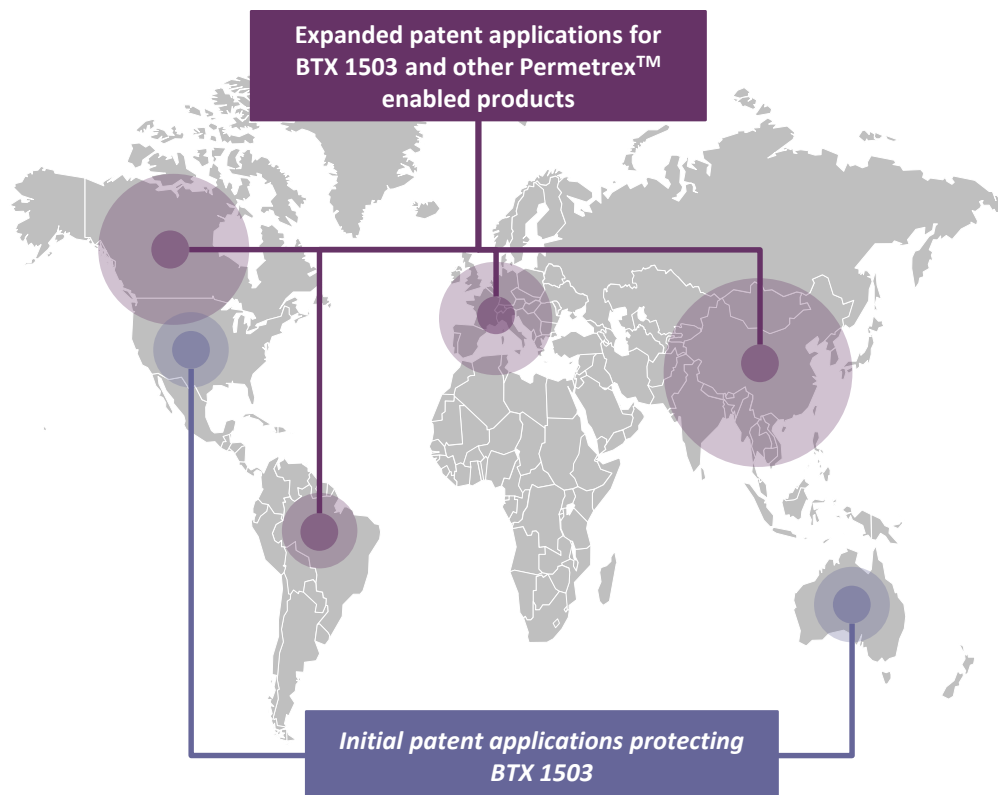 Expanded patent applications for
BTX 1503 and other Permetrex™
enabled products
Initial patent applications protecting
BTX 1503